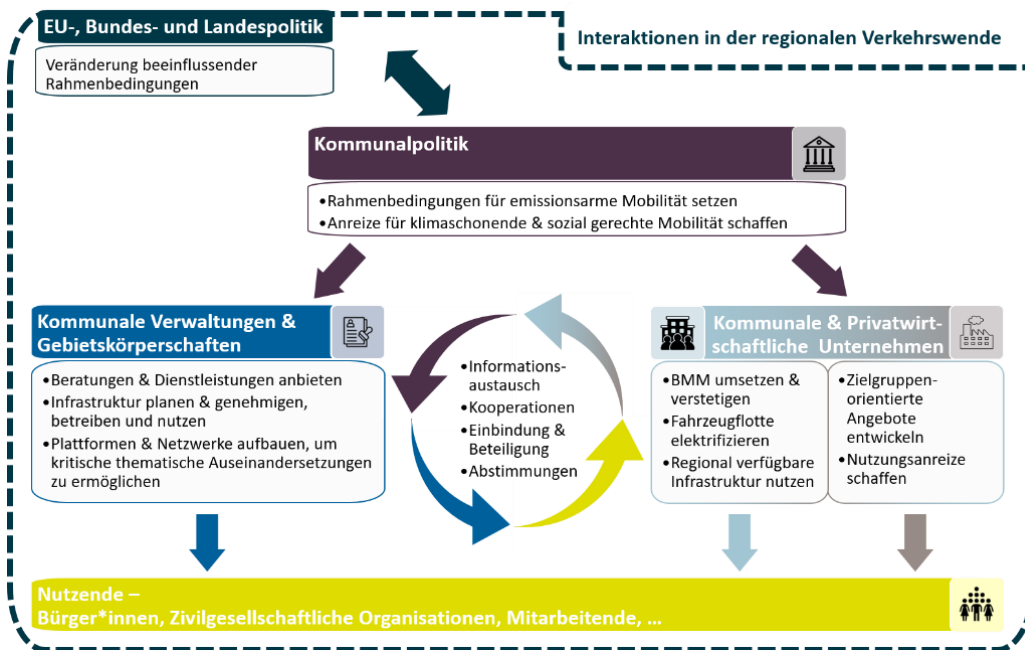 EU-, Bundes- und Landespolitik
Veränderung beeinflussender
Rahmenbedingungen
Interaktionen in der regionalen Verkehrswende
Kommunalpolitik
•Rahmenbedingungen für emissionsarme Mobilität setzen
•Anreize für klimaschonende & sozial gerechte Mobilität schaffen
Kommunale Verwaltungen &
Gebietskörperschaften
•Beratungen & Dienstleistungen anbieten
•Infrastruktur planen & genehmigen,
betreiben und nutzen
•Plattformen & Netzwerke aufbauen, um
kritische thematische Auseinandersetzungen
zu ermöglichen
•Informations-
austausch
•Kooperationen
•Einbindung &
Beteiligung
•Abstimmungen
Kommunale & Privatwirt-
schaftliche Unternehmen
•BMM umsetzen &
verstetigen
•Fahrzeugflotte
elektrifizieren
•Regional verfügbare
Infrastruktur nutzen
•Zielgruppen-
orientierte
Angebote
entwickeln
•Nutzungsanreize
schaffen
Nutzende –
Bürger*innen, Zivilgesellschaftliche Organisationen, Mitarbeitende, ...